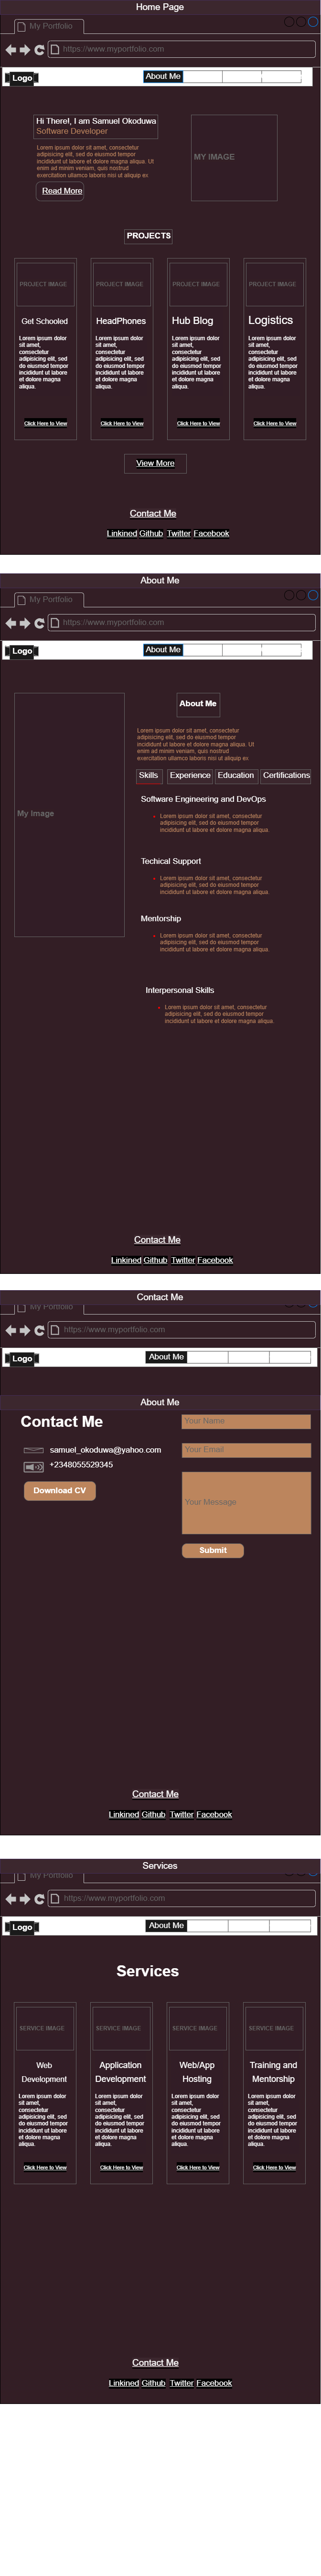 Home Page
My Portfolio
https://www.myportfolio.com
Logo
About Me
Hi There!, I am Samuel Okoduwa
Software Developer
Lorem ipsum dolor sit amet, consectetur
adipisicing elit, sed do eiusmod tempor
incididunt ut labore et dolore magna aliqua. Ut
enim ad minim veniam, quis nostrud
exercitation ullamco laboris nisi ut aliquip ex
Read More
MY IMAGE
PROJECTS
PROJECT IMAGE
Get Schooled
Lorem ipsum dolor
sit amet,
consectetur
adipisicing elit, sed
do eiusmod tempor
incididunt ut labore
et dolore magna
aliqua.
Click Here to View
PROJECT IMAGE
HeadPhones
Lorem ipsum dolor
sit amet,
consectetur
adipisicing elit, sed
do eiusmod tempor
incididunt ut labore
et dolore magna
aliqua.
Click Here to View
PROJECT IMAGE
Hub Blog
Lorem ipsum dolor
sit amet,
consectetur
adipisicing elit, sed
do eiusmod tempor
incididunt ut labore
et dolore magna
aliqua.
Click Here to View
PROJECT IMAGE
Logistics
Lorem ipsum dolor
sit amet,
consectetur
adipisicing elit, sed
do eiusmod tempor
incididunt ut labore
et dolore magna
aliqua.
Click Here to View
View More
Contact Me
Linkined Github Twitter Facebook
About Me
My Portfolio
https://www.myportfolio.com
Logo
About Me
My Image
About Me
Lorem ipsum dolor sit amet, consectetur
adipisicing elit, sed do eiusmod tempor
incididunt ut labore et dolore magna aliqua. Ut
enim ad minim veniam, quis nostrud
exercitation ullamco laboris nisi ut aliquip ex
Skills Experience Education Certifications
Software Engineering and DevOps
Lorem ipsum dolor sit amet, consectetur
adipisicing elit, sed do eiusmod tempor
incididunt ut labore et dolore magna aliqua.
Techical Support
Lorem ipsum dolor sit amet, consectetur
adipisicing elit, sed do eiusmod tempor
incididunt ut labore et dolore magna aliqua.
Mentorship
Lorem ipsum dolor sit amet, consectetur
adipisicing elit, sed do eiusmod tempor
incididunt ut labore et dolore magna aliqua.
Interpersonal Skills
Lorem ipsum dolor sit amet, consectetur
adipisicing elit, sed do eiusmod tempor
incididunt ut labore et dolore magna aliqua.
Contact Me
Linkined Github Twitter Facebook
Contact Me
My Portfolio
https://www.myportfolio.com
Logo
About Me
About Me
Contact Me
samuel_okoduwa@yahoo.com
+2348055529345
Download CV
Your Name
Your Email
Your Message
Submit
Contact Me
Linkined Github Twitter Facebook
Services
My Portfolio
https://www.myportfolio.com
Logo
About Me
Services
SERVICE IMAGE
Web
Development
Lorem ipsum dolor
sit amet,
consectetur
adipisicing elit, sed
do eiusmod tempor
incididunt ut labore
et dolore magna
aliqua.
Click Here to View
SERVICE IMAGE
Application
Development
Lorem ipsum dolor
sit amet,
consectetur
adipisicing elit, sed
do eiusmod tempor
incididunt ut labore
et dolore magna
aliqua.
Click Here to View
SERVICE IMAGE
Web/App
Hosting
Lorem ipsum dolor
sit amet,
consectetur
adipisicing elit, sed
do eiusmod tempor
incididunt ut labore
et dolore magna
aliqua.
Click Here to View
SERVICE IMAGE
Training and
Mentorship
Lorem ipsum dolor
sit amet,
consectetur
adipisicing elit, sed
do eiusmod tempor
incididunt ut labore
et dolore magna
aliqua.
Click Here to View
Contact Me
Linkined Github Twitter Facebook